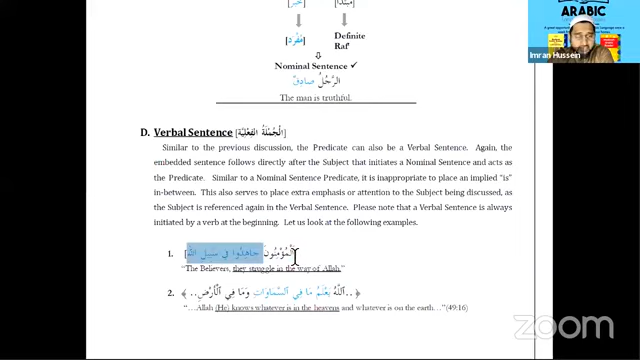 [خَبَر]
[مُبْتَدَأ]
ARABIC
[مُفْرَد]
Definite
Raf'
Imran Hussein
Nominal Sentence ✓
الرَّجُلُ صَادِقٌ
The man is truthful.
D. Verbal Sentence [الْجُمْلَةُ الْفِعْلِيَّة]
Similar to the previous discussion, the Predicate can also be a Verbal Sentence. Again, the
embedded sentence follows directly after the Subject that initiates a Nominal Sentence and acts as
the Predicate. Similar to a Nominal Sentence Predicate, it is inappropriate to place an implied "is"
in-between. This also serves to place extra emphasis or attention to the Subject being discussed, as
the Subject is referenced again in the Verbal Sentence. Please note that a Verbal Sentence is always
initiated by a verb at the beginning. Let us look at the following examples.
1. اَلْمُؤْمِنُونَ جَاهِدُوا فِي سَبِيلِ اللَّهِ]
"The Believers, they struggle in the way of Allah."
2. ﴿..اَللَّهُ يَعْلَمُ مَا فِي السَّمَاوَاتِ وَمَا فِي الْأَرْضِ..﴾
"…Allah (He) knows whatever is in the heavens and whatever is on the earth…"(49:16)
zoom